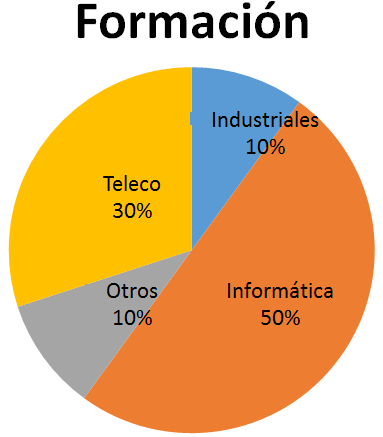 Formación
Industriales
10%
Teleco
30%
Otros
10%
Informática
50%